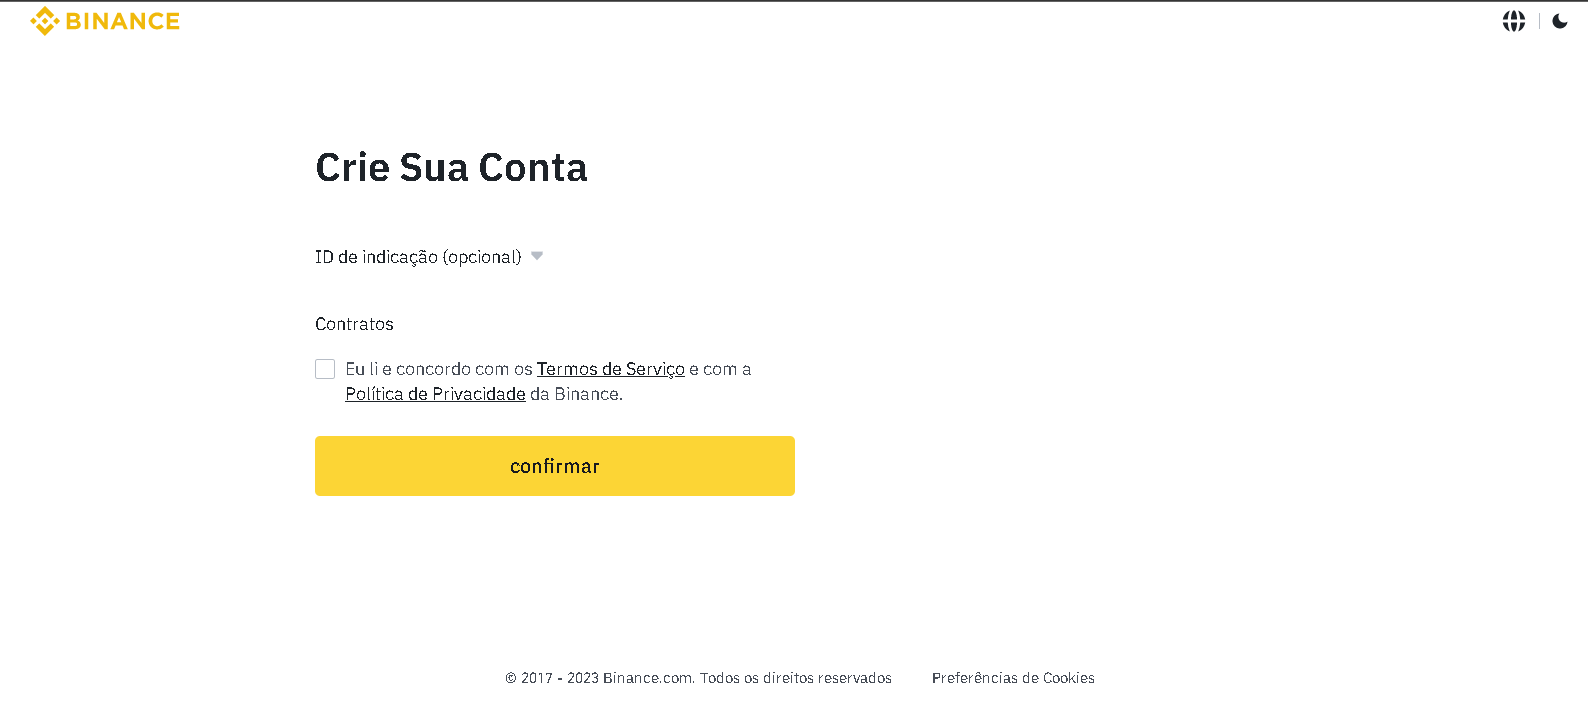 BINANCE
Crie Sua Conta
ID de indicação (opcional)
Contratos
Eu li e concordo com os Termos de Serviço e com a
Política de Privacidade da Binance.
confirmar
© 2017 - 2023 Binance.com. Todos os direitos reservados Preferências de Cookies